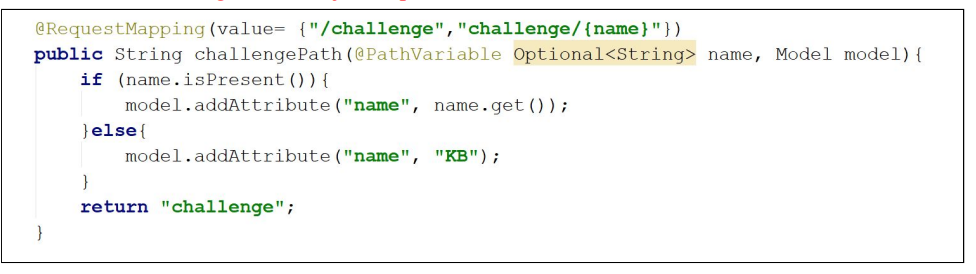 @RequestMapping(value= {"/challenge","challenge/{name}"})
public String challengePath(@PathVariable Optional<String> name, Model model){
    if (name.isPresent()){
        model.addAttribute("name", name.get());
    }else{
        model.addAttribute("name", "KB");
    }
    return "challenge";
}